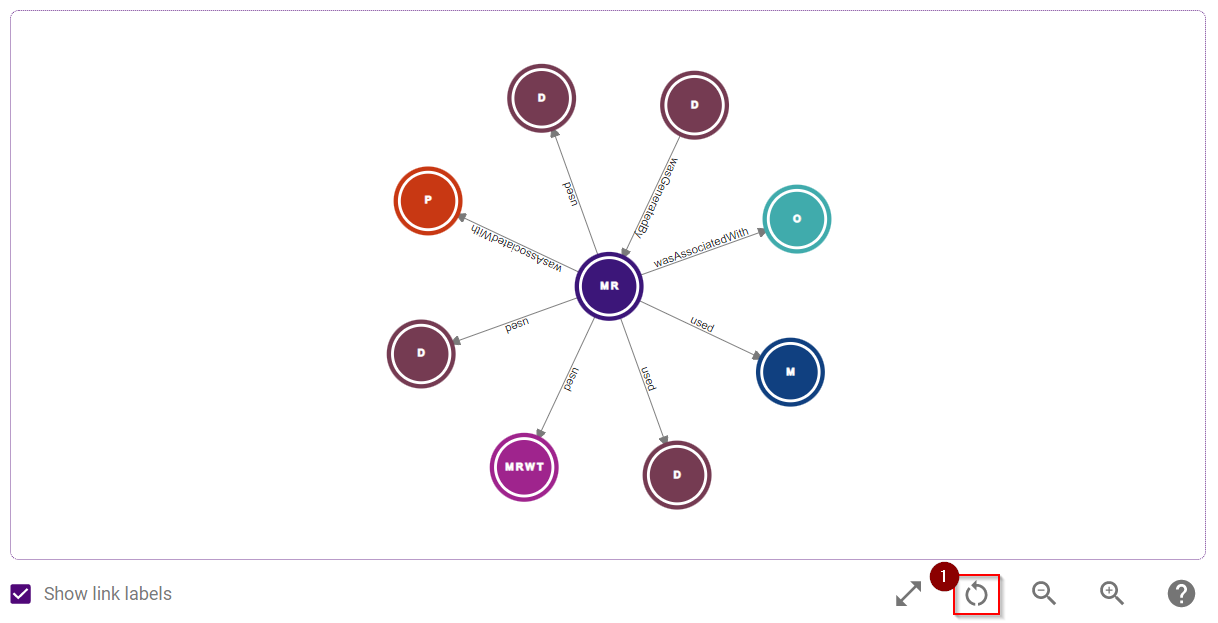 D
D
used
wasGeneratedBy
P
O
wasAssociatedWith
wasAssociatedWith
MR
used
used
D
M
used
used
MRWT
D
1
Show link labels
?